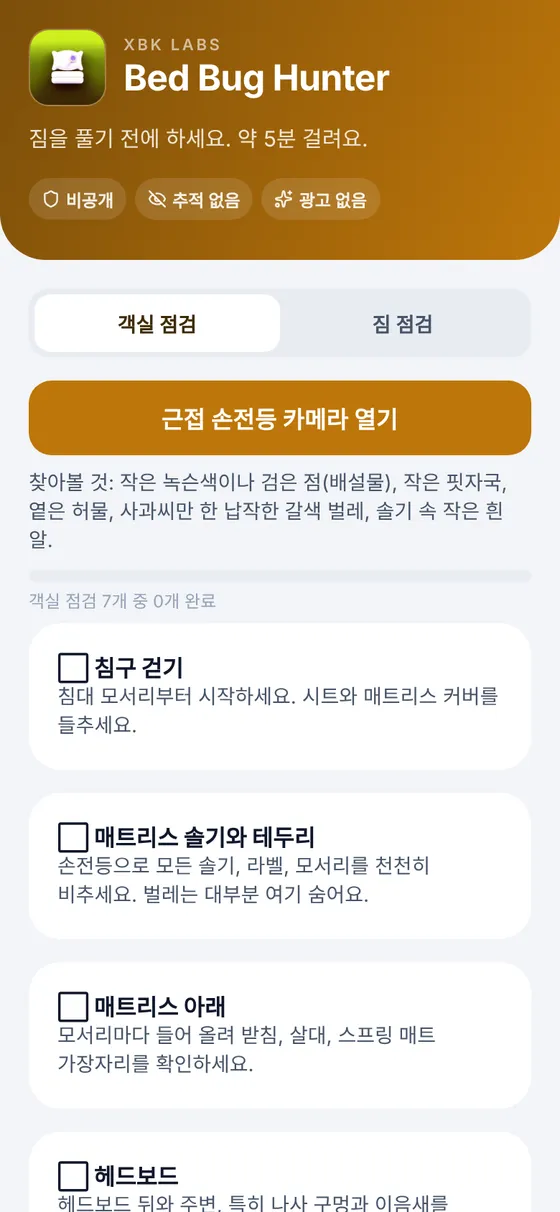 XBK LABS
Bed Bug Hunter
짐을 풀기 전에 하세요. 약 5분 걸려요.
비공개
추적 없음
광고 없음
객실 점검
짐 점검
근접 손전등 카메라 열기
찾아볼 것: 작은 녹슨색이나 검은 점(배설물), 작은 핏자국,
옅은 허물, 사과씨만 한 납작한 갈색 벌레, 솔기 속 작은 흰
알.
객실 점검 7개 중 0개 완료
침구 걷기
침대 모서리부터 시작하세요. 시트와 매트리스 커버를
들추세요.
매트리스 솔기와 테두리
손전등으로 모든 솔기, 라벨, 모서리를 천천히
비추세요. 벌레는 대부분 여기 숨어요.
매트리스 아래
모서리마다 들어 올려 받침, 살대, 스프링 매트
가장자리를 확인하세요.
헤드보드
헤드보드 뒤와 주변, 특히 나사 구멍과 이음새를